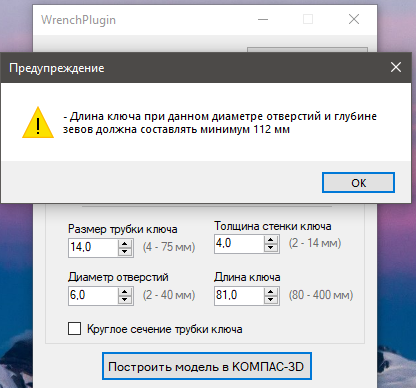 WrenchPlugin
Предупреждение
- Длина ключа при данном диаметре отверстий и глубине
зевов должна составлять минимум 112 мм
ОК
Размер трубки ключа
Толщина стенки ключа
14,0 (4 - 75 мм)
4,0 (2 - 14 мм)
Диаметр отверстий
Длина ключа
6,0 (2 - 40 мм)
81,0 (80 - 400 мм)
Круглое сечение трубки ключа
Построить модель в КОМПАС-3D